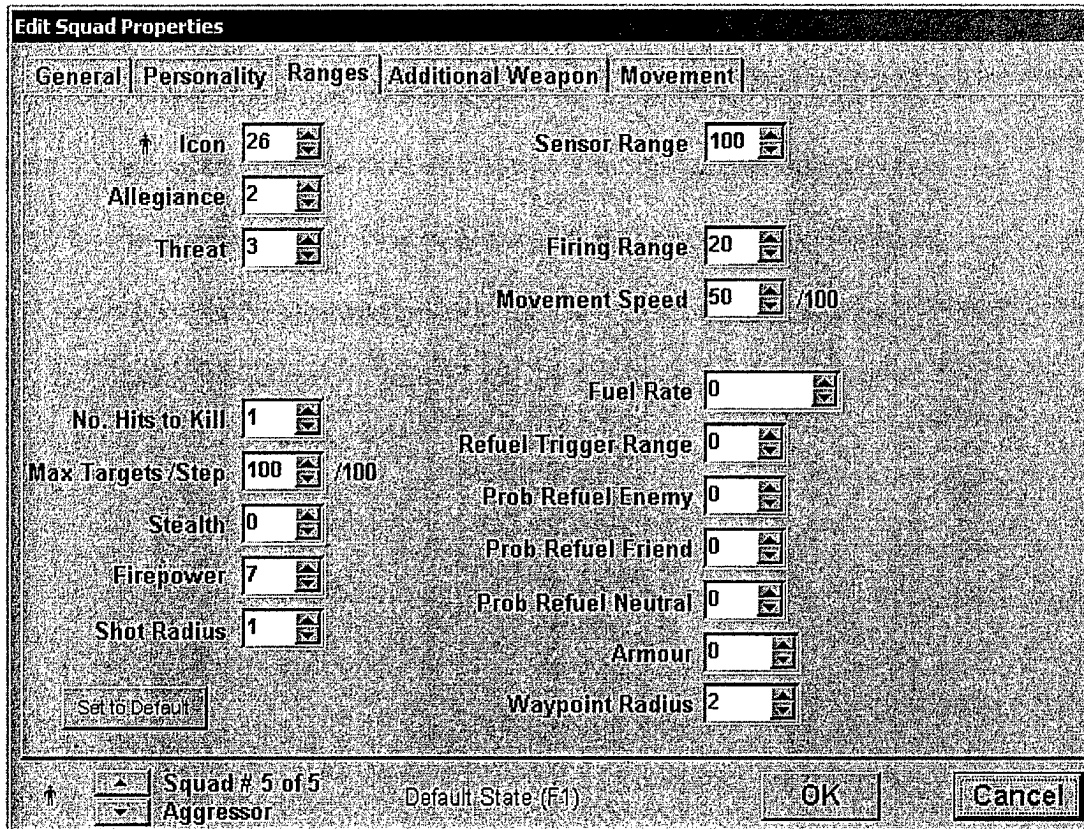 Edit Squad Properties
General Personality Ranges Additional Weapon Movement
Icon 26
Allegiance 2
Threat 3
No. Hits to Kill 1
Max Targets /Step 100 /100
Stealth 0
Firepower 7
Shot Radius 1
Set to Default
Sensor Range 100
Firing Range 20
Movement Speed 50 /100
Fuel Rate 0
Refuel Trigger Range 0
Prob Refuel Enemy 0
Prob Refuel Friend 0
Prob Refuel Neutral 0
Armour 0
Waypoint Radius 2
Squad # 5 of 5
Aggressor
Default State (F1)
OK
Cancel